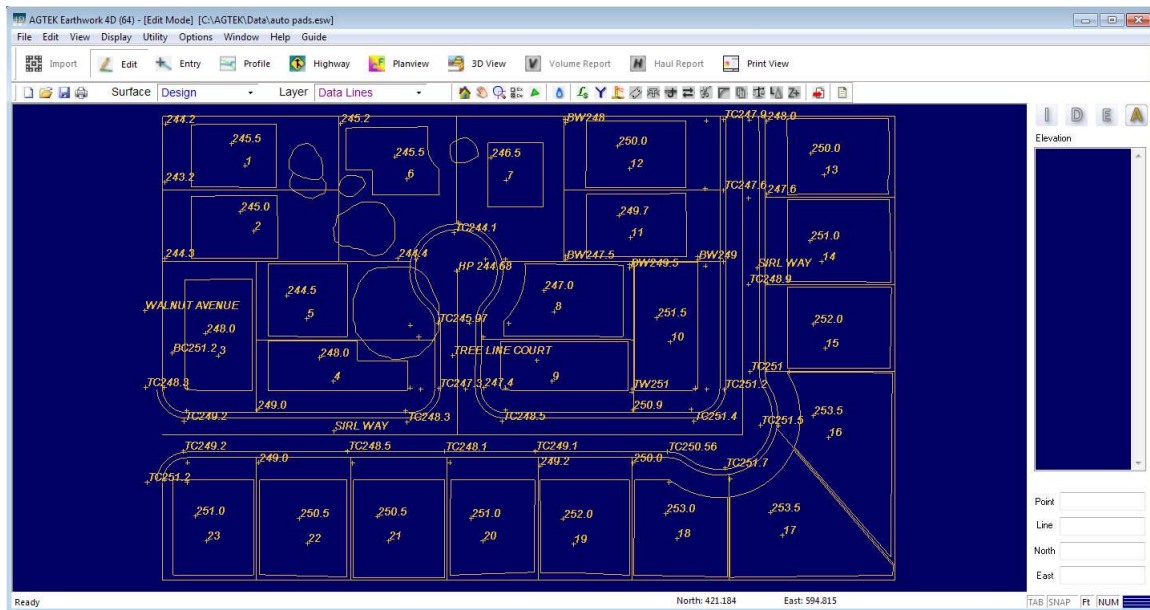 AGTEK Earthwork 4D (64) - [Edit Mode] [C:\AGTEK\Data\auto pads.esw]
File Edit View Display Utility Options Window Help Guide
Import Edit Entry Profile Highway Planview 3D View Volume Report Haul Report Print View
Surface Design Layer Data Lines
I D E A
Elevation
244.2 245.2 BW248 TC247.9 248.0
245.5 245.5 246.5 250.0 250.0
1 6 7 12 13
243.2 TC247.6 247.6
245.0 249.7
2 TC244.1 11 251.0
244.3 244.4 BW247.5 BW249.5 BW249 14
HP 244.68 SIRL WAY
TC248.9
244.5 247.0
5 8
WALNUT AVENUE 251.5 252.0
248.0 TC245.97 10 15
BC251.2 3 248.0 TREE LINE COURT
4 9 TC251
TC248.3 TC247.3 247.4 TW251 TC251.2
249.0 250.9 253.5
TC249.2 TC248.3 TC248.5 TC251.4 TC251.5
SIRL WAY 16
TC249.2 TC248.5 TC248.1 TC249.1 TC250.56
249.0 249.2 250.0 TC251.7
TC251.2
251.0 250.5 250.5 251.0 252.0 253.0 253.5
23 22 21 20 19 18 17
Point
Line
North
East
Ready North: 421.184 East: 594.815 TAB SNAP Ft NUM